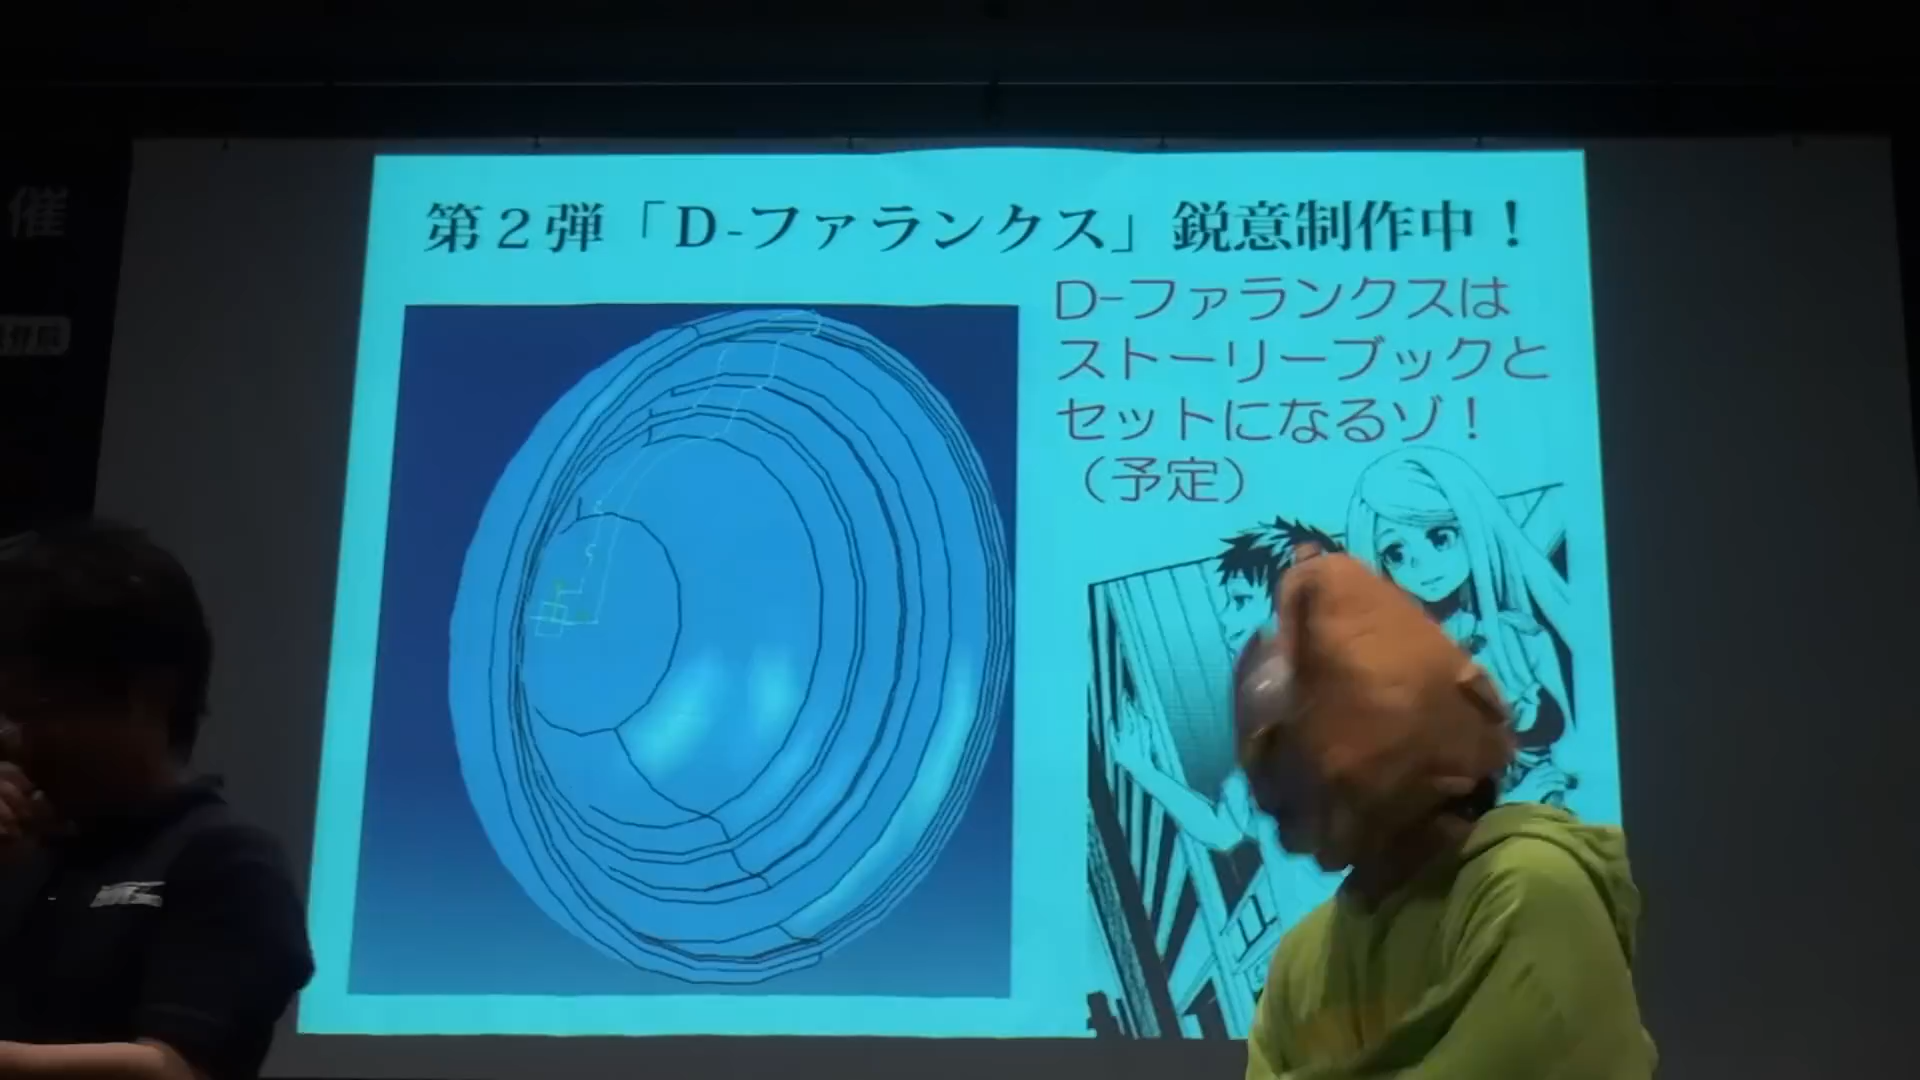 催
第２弾「D-ファランクス」鋭意制作中！
D-ファランクスは
ストーリーブックと
セットになるゾ！
（予定）